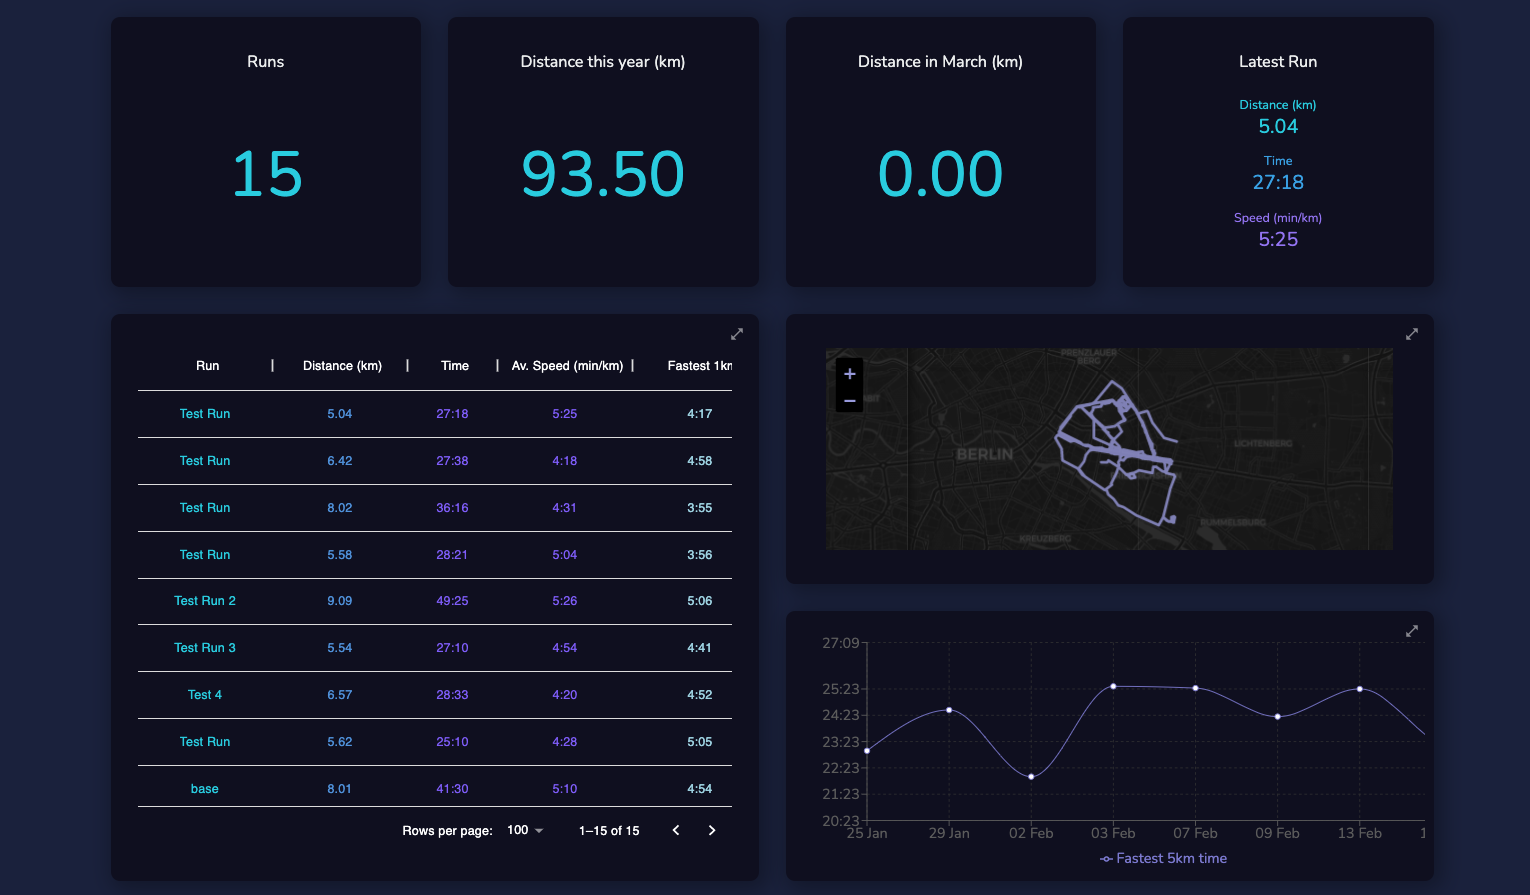 Runs
15
Distance this year (km)
93.50
Distance in March (km)
0.00
Latest Run
Distance (km)
5.04
Time
27:18
Speed (min/km)
5:25
Run | Distance (km) | Time | Av. Speed (min/km) | Fastest 1km
Test Run 5.04 27:18 5:25 4:17
Test Run 6.42 27:38 4:18 4:58
Test Run 8.02 36:16 4:31 3:55
Test Run 5.58 28:21 5:04 3:56
Test Run 2 9.09 49:25 5:26 5:06
Test Run 3 5.54 27:10 4:54 4:41
Test 4 6.57 28:33 4:20 4:52
Test Run 5.62 25:10 4:28 5:05
base 8.01 41:30 5:10 4:54
Rows per page: 100 1–15 of 15
+
−
PRENZLAUER
BERG
BERLIN
LICHTENBERG
RUMMELSBURG
KREUZBERG
27:09
25:23
24:23
23:23
22:23
21:23
20:23
25 Jan 29 Jan 02 Feb 03 Feb 07 Feb 09 Feb 13 Feb 1
Fastest 5km time